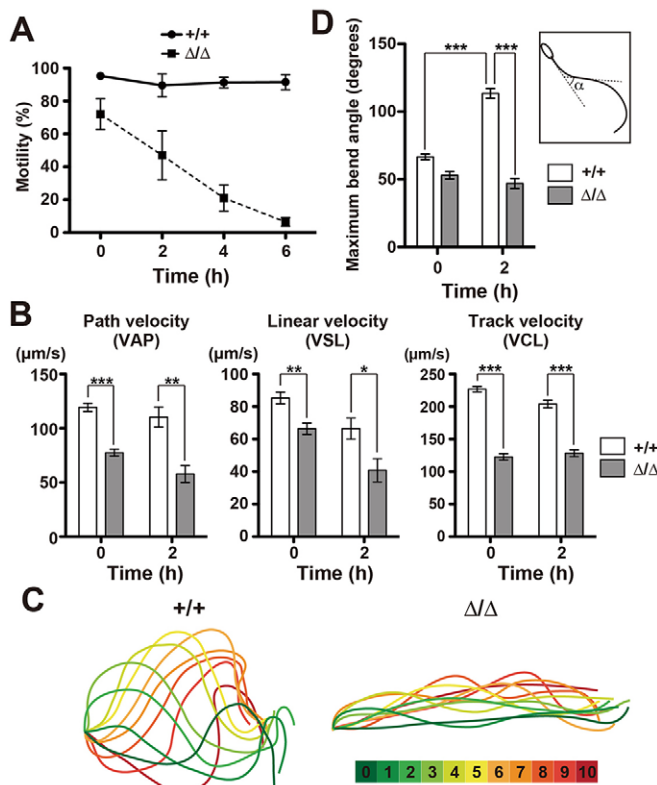 A
+/+
Δ/Δ
Motility (%)
100
80
60
40
20
0
0 2 4 6
Time (h)
D
Maximum bend angle (degrees)
150
100
50
0
*** ***
α
+/+
Δ/Δ
0 2
Time (h)
B
Path velocity
(VAP)
(μm/s)
150
100
50
0
*** **
0 2
Time (h)
Linear velocity
(VSL)
(μm/s)
100
80
60
40
20
0
** *
0 2
Time (h)
Track velocity
(VCL)
(μm/s)
250
200
150
100
50
0
*** ***
0 2
Time (h)
+/+
Δ/Δ
C
+/+ Δ/Δ
0 1 2 3 4 5 6 7 8 9 10